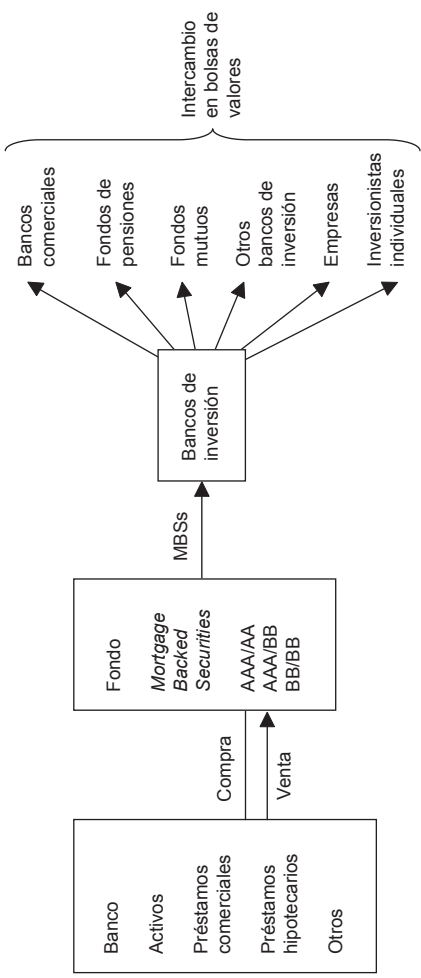 Banco
Activos
Préstamos
comerciales
Préstamos
hipotecarios
Otros
Compra
Venta
Fondo
Mortgage
Backed
Securities
AAA/AA
AAA/BB
BB/BB
MBSs
Bancos de
inversión
Bancos
comerciales
Fondos de
pensiones
Fondos
mutuos
Otros
bancos de
inversión
Empresas
Inversionistas
individuales
Intercambio
en bolsas de
valores